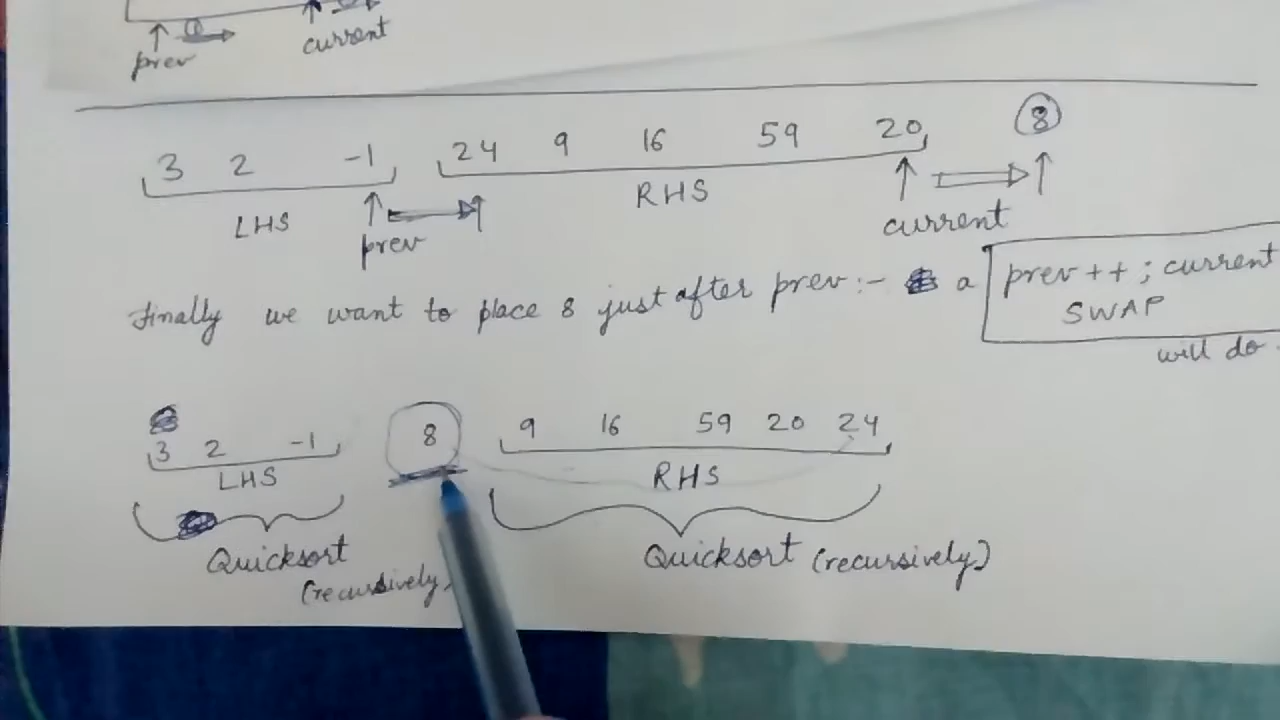 prev current
3 2 -1 24 9 16 59 20 8
LHS RHS
prev current
Finally we want to place 8 just after prev:- a prev++ ; current
SWAP
will do.
3 2 -1 8 9 16 59 20 24
LHS RHS
Quicksort (recursively) Quicksort (recursively)